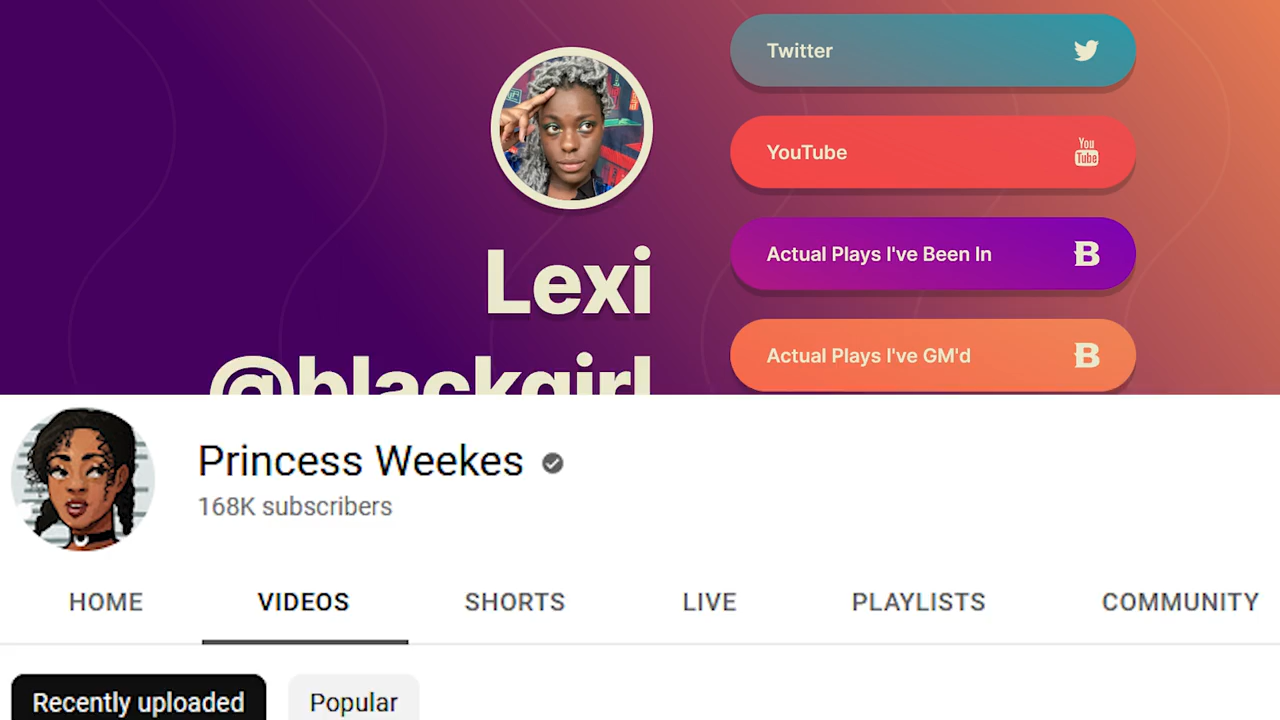 Twitter
YouTube
You
Tube
Actual Plays I've Been In
B
Actual Plays I've GM'd
B
Lexi
@blackgirl
Princess Weekes
168K subscribers
HOME VIDEOS SHORTS LIVE PLAYLISTS COMMUNITY
Recently uploaded Popular